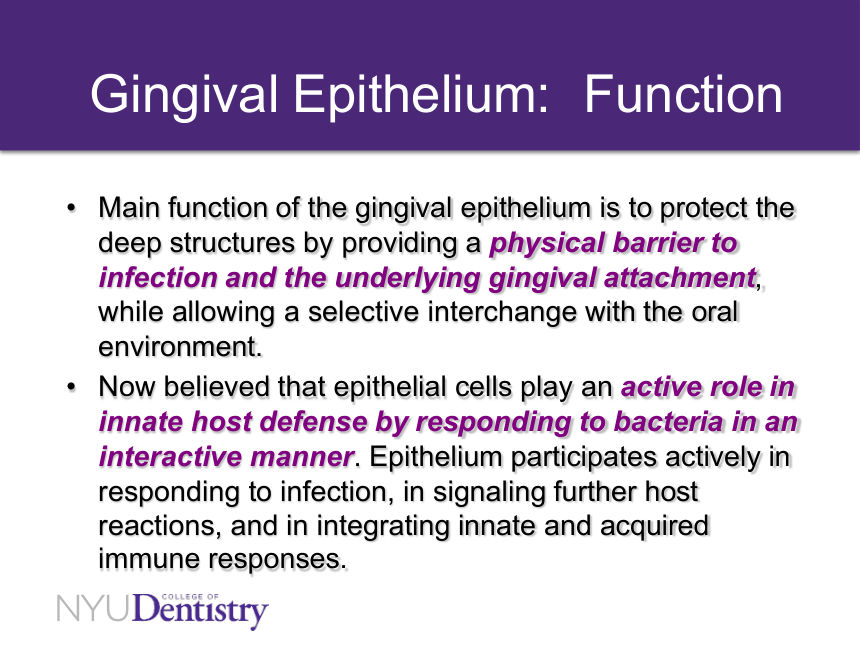 Gingival Epithelium: Function
• Main function of the gingival epithelium is to protect the
deep structures by providing a physical barrier to
infection and the underlying gingival attachment,
while allowing a selective interchange with the oral
environment.
• Now believed that epithelial cells play an active role in
innate host defense by responding to bacteria in an
interactive manner. Epithelium participates actively in
responding to infection, in signaling further host
reactions, and in integrating innate and acquired
immune responses.
COLLEGE OF
NYU Dentistry